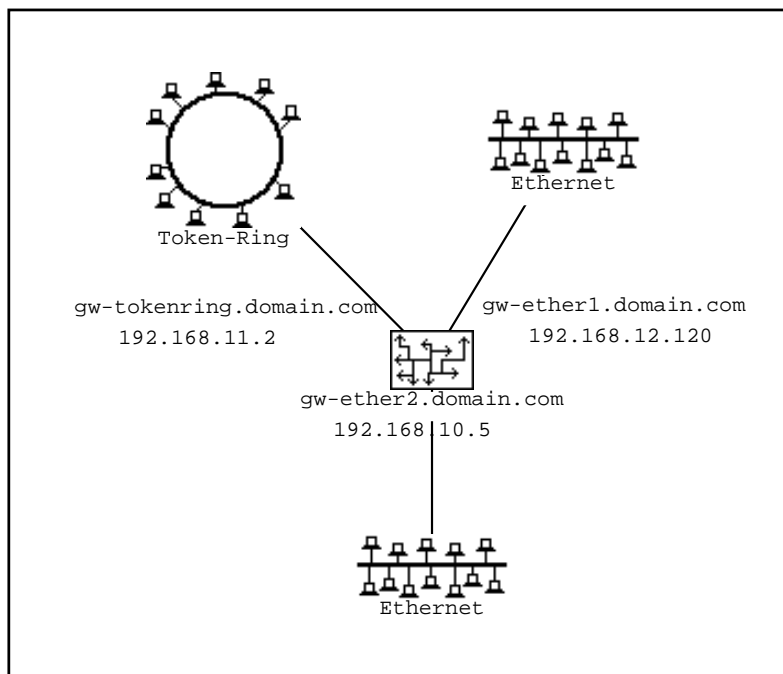 Ethernet
Token-Ring
gw-tokenring.domain.com
192.168.11.2
gw-ether1.domain.com
192.168.12.120
gw-ether2.domain.com
192.168.10.5
Ethernet